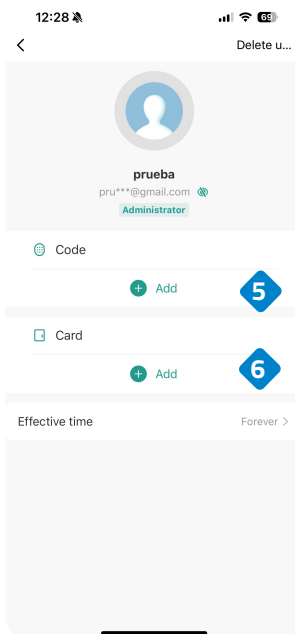 12:28
69
Delete u...
prueba
pru***@gmail.com
Administrator
Code
Add
5
Card
Add
6
Effective time
Forever